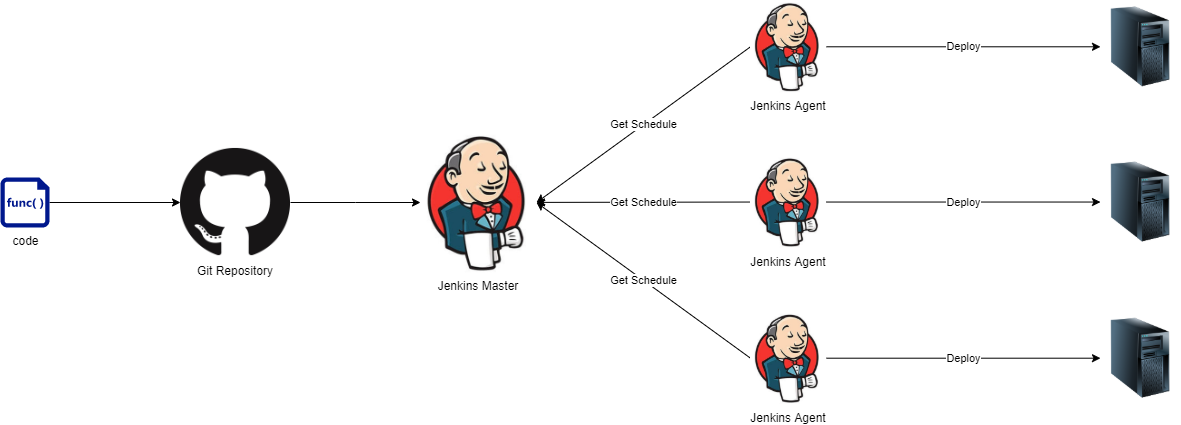 Jenkins Agent
Deploy
Get Schedule
func( )
code
Git Repository
Jenkins Master
Get Schedule
Jenkins Agent
Deploy
Get Schedule
Jenkins Agent
Deploy